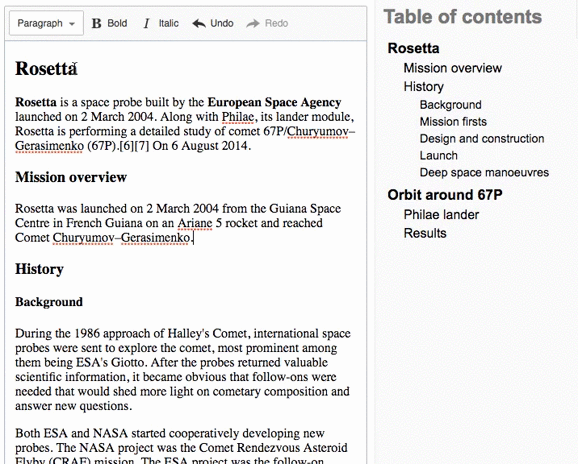 Paragraph B Bold I Italic Undo Redo
Rosetta
Rosetta is a space probe built by the European Space Agency
launched on 2 March 2004. Along with Philae, its lander module,
Rosetta is performing a detailed study of comet 67P/Churyumov–
Gerasimenko (67P).[6][7] On 6 August 2014.
Mission overview
Rosetta was launched on 2 March 2004 from the Guiana Space
Centre in French Guiana on an Ariane 5 rocket and reached
Comet Churyumov–Gerasimenko.
History
Background
During the 1986 approach of Halley's Comet, international space
probes were sent to explore the comet, most prominent among
them being ESA's Giotto. After the probes returned valuable
scientific information, it became obvious that follow-ons were
needed that would shed more light on cometary composition and
answer new questions.
Both ESA and NASA started cooperatively developing new
probes. The NASA project was the Comet Rendezvous Asteroid
Flyby (CRAF) mission. The ESA project was the follow-on
Table of contents
Rosetta
Mission overview
History
Background
Mission firsts
Design and construction
Launch
Deep space manoeuvres
Orbit around 67P
Philae lander
Results